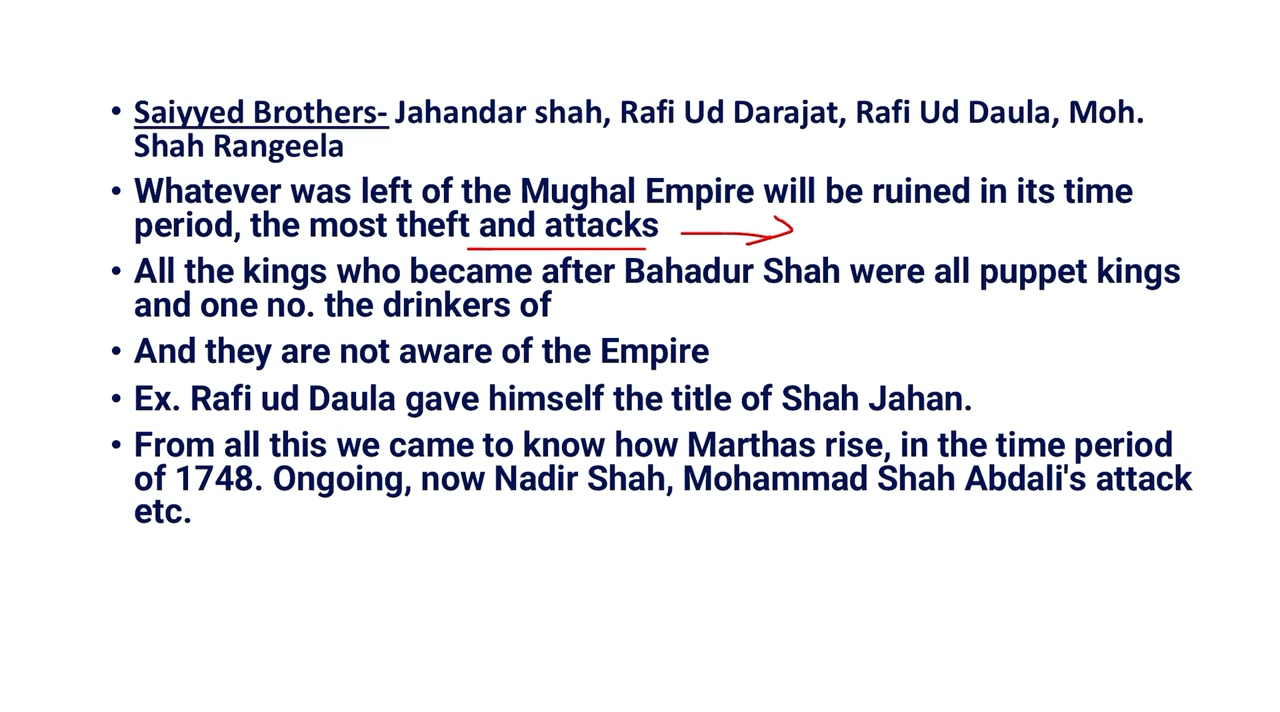 • Saiyyed Brothers- Jahandar shah, Rafi Ud Darajat, Rafi Ud Daula, Moh.
Shah Rangeela
• Whatever was left of the Mughal Empire will be ruined in its time
period, the most theft and attacks
• All the kings who became after Bahadur Shah were all puppet kings
and one no. the drinkers of
• And they are not aware of the Empire
• Ex. Rafi ud Daula gave himself the title of Shah Jahan.
• From all this we came to know how Marthas rise, in the time period
of 1748. Ongoing, now Nadir Shah, Mohammad Shah Abdali's attack
etc.